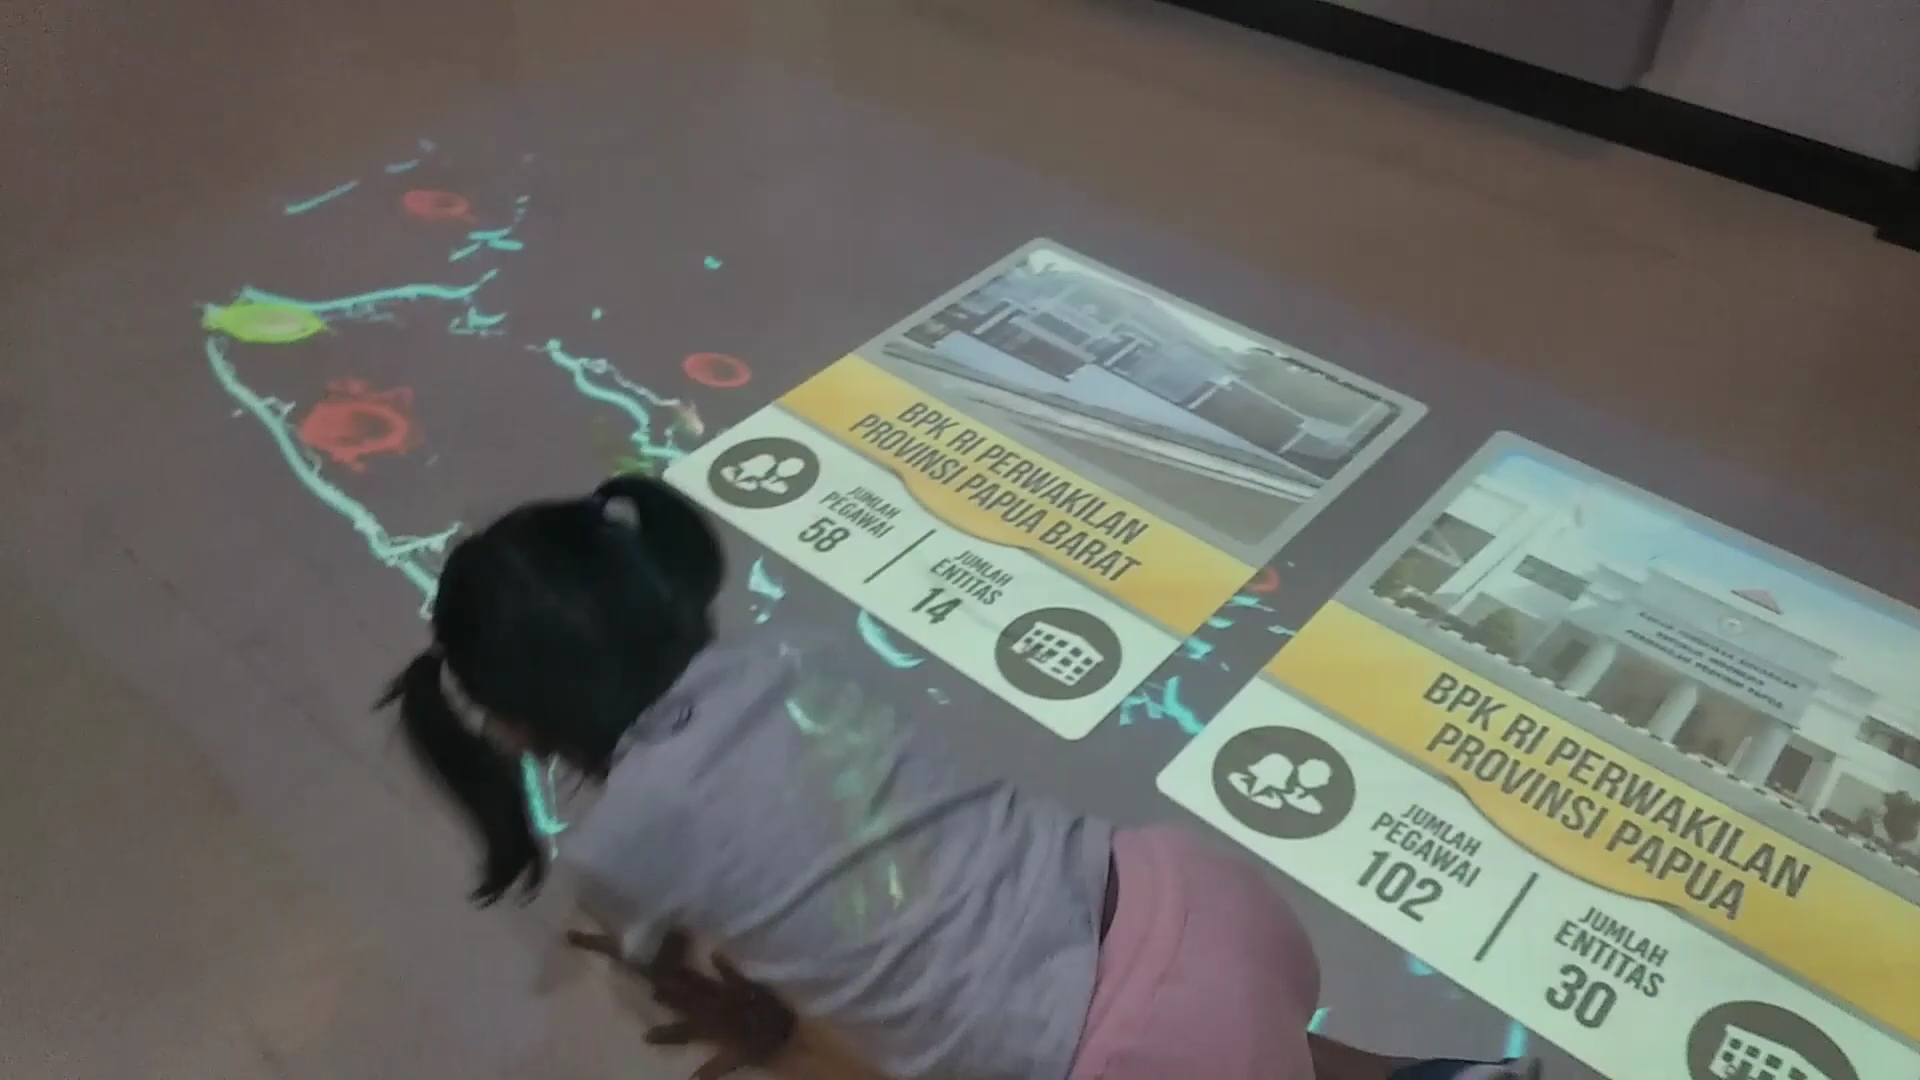 BPK RI PERWAKILAN
PROVINSI PAPUA BARAT
JUMLAH
PEGAWAI
58
JUMLAH
ENTITAS
14
BPK RI PERWAKILAN
PROVINSI PAPUA
JUMLAH
PEGAWAI
102
JUMLAH
ENTITAS
30